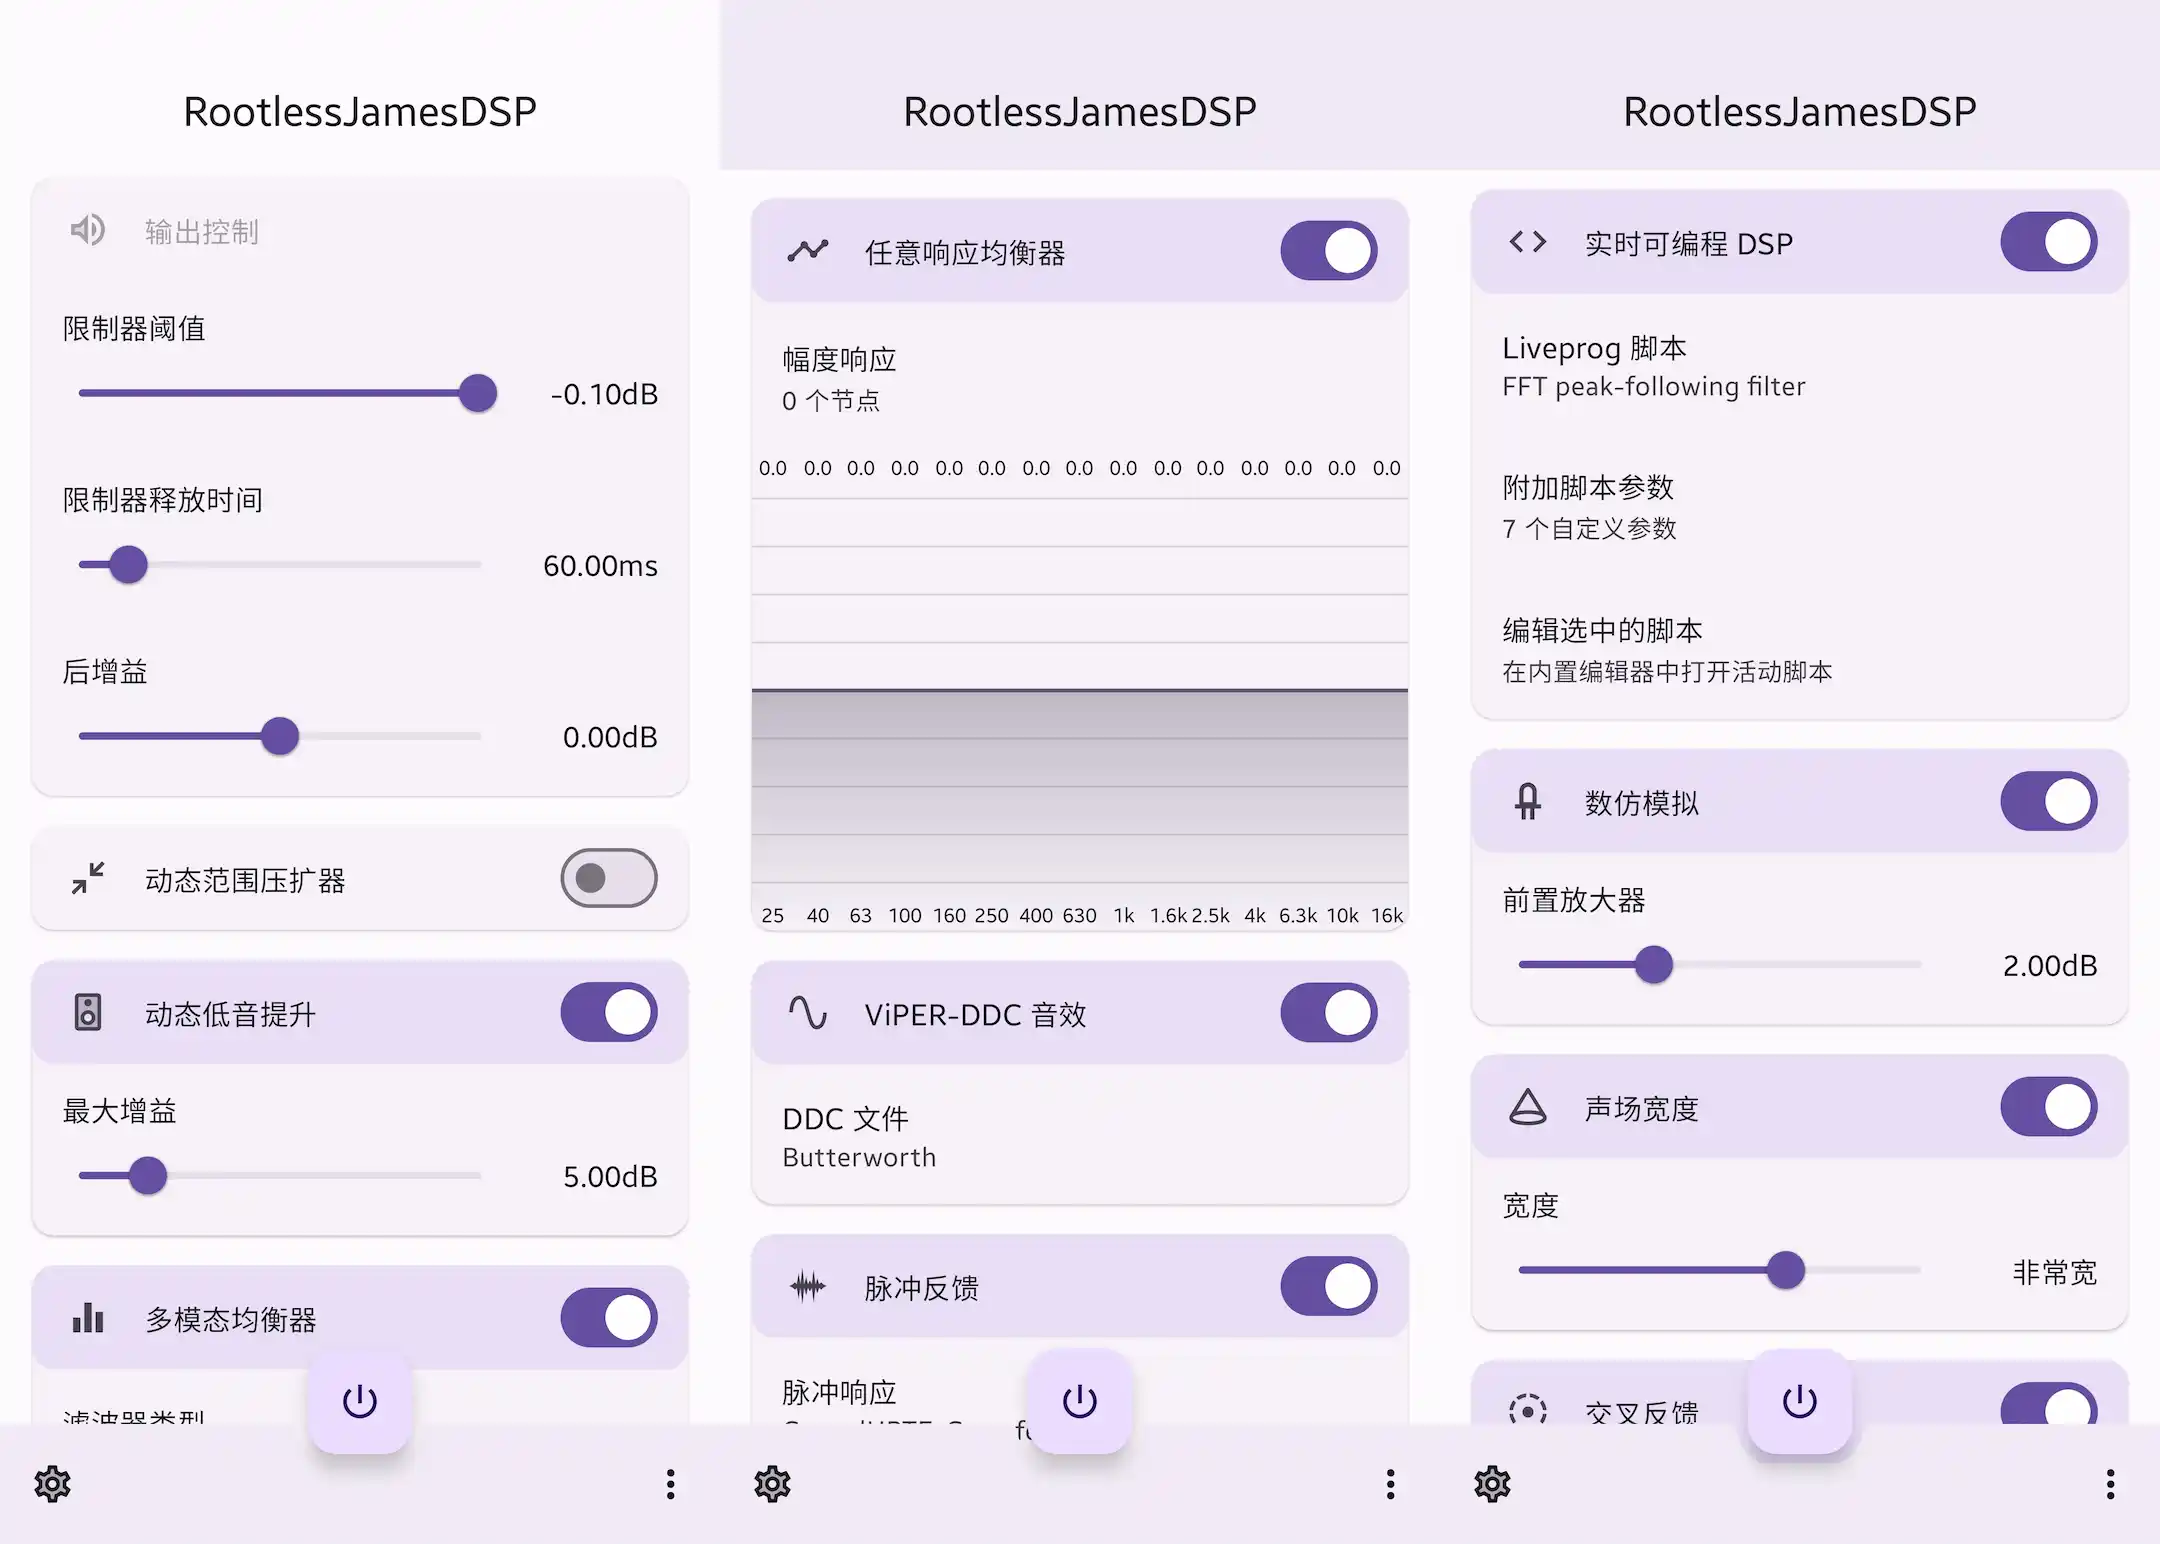 RootlessJamesDSP
输出控制
限制器阈值
-0.10dB
限制器释放时间
60.00ms
后增益
0.00dB
动态范围压扩器
动态低音提升
最大增益
5.00dB
多模态均衡器
滤波器类型
RootlessJamesDSP
任意响应均衡器
幅度响应
0 个节点
0.0 0.0 0.0 0.0 0.0 0.0 0.0 0.0 0.0 0.0 0.0 0.0 0.0 0.0 0.0
25 40 63 100 160 250 400 630 1k 1.6k 2.5k 4k 6.3k 10k 16k
ViPER-DDC 音效
DDC 文件
Butterworth
脉冲反馈
脉冲响应
RootlessJamesDSP
实时可编程 DSP
Liveprog 脚本
FFT peak-following filter
附加脚本参数
7 个自定义参数
编辑选中的脚本
在内置编辑器中打开活动脚本
数仿模拟
前置放大器
2.00dB
声场宽度
宽度
非常宽
交叉反馈